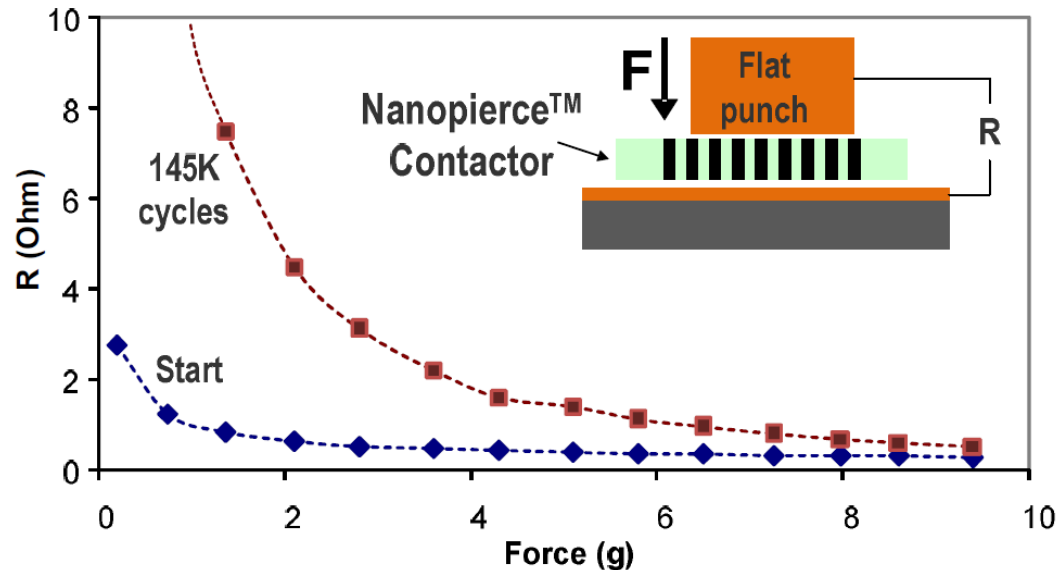 10
8
6
4
2
0
R (Ohm)
145K
cycles
Start
Nanopierce™
Contactor
F
Flat
punch
R
0
2
4
6
8
10
Force (g)